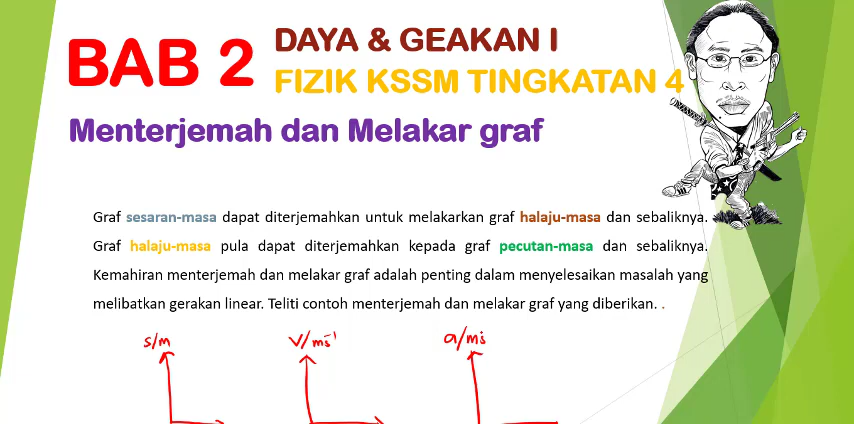 BAB 2
DAYA & GEAKAN I
FIZIK KSSM TINGKATAN 4
Menterjemah dan Melakar graf
Graf sesaran-masa dapat diterjemahkan untuk melakarkan graf halaju-masa dan sebaliknya.
Graf halaju-masa pula dapat diterjemahkan kepada graf pecutan-masa dan sebaliknya.
Kemahiran menterjemah dan melakar graf adalah penting dalam menyelesaikan masalah yang
melibatkan gerakan linear. Teliti contoh menterjemah dan melakar graf yang diberikan. .
s/m
V/ms⁻¹
a/ms